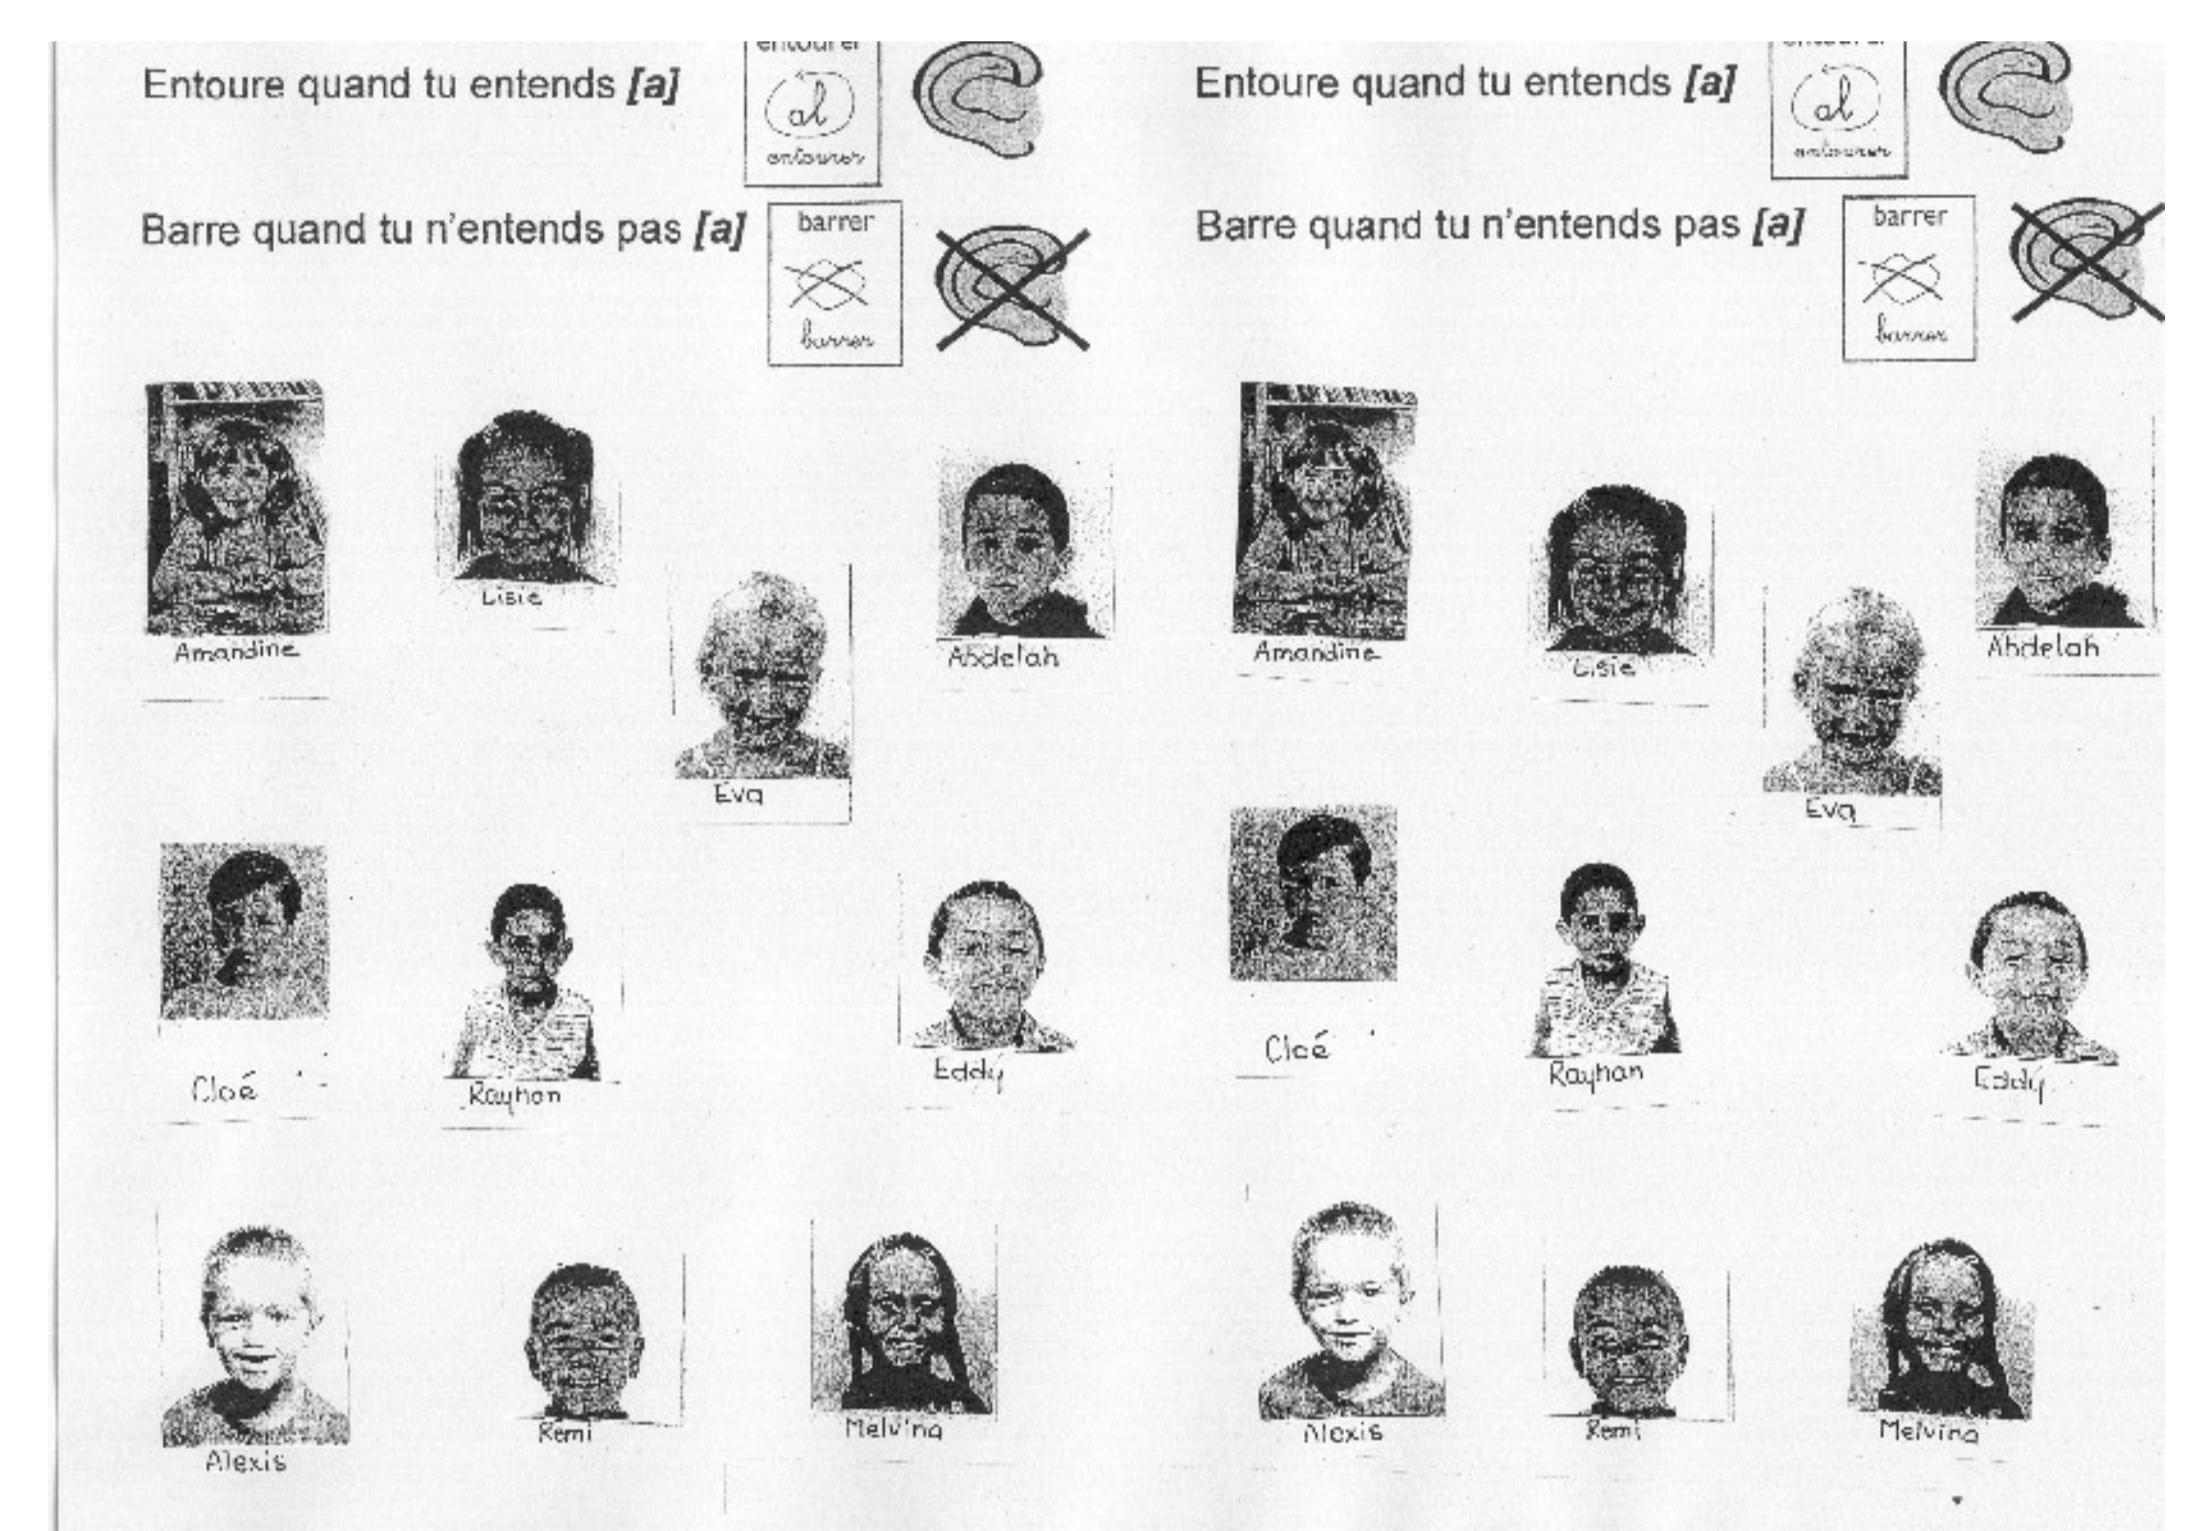 entourer
Entoure quand tu entends [a]
al
entourer
Barre quand tu n'entends pas [a]
barrer
barrer
Amandine
Lisie
Eva
Abdelah
Cloé
Rayhan
Eddy
Alexis
Remi
Melvina
entourer
Entoure quand tu entends [a]
al
entourer
Barre quand tu n'entends pas [a]
barrer
barrer
Amandine
Lisie
Eva
Abdelah
Cloé
Rayhan
Eddy
Alexis
Remi
Melvina